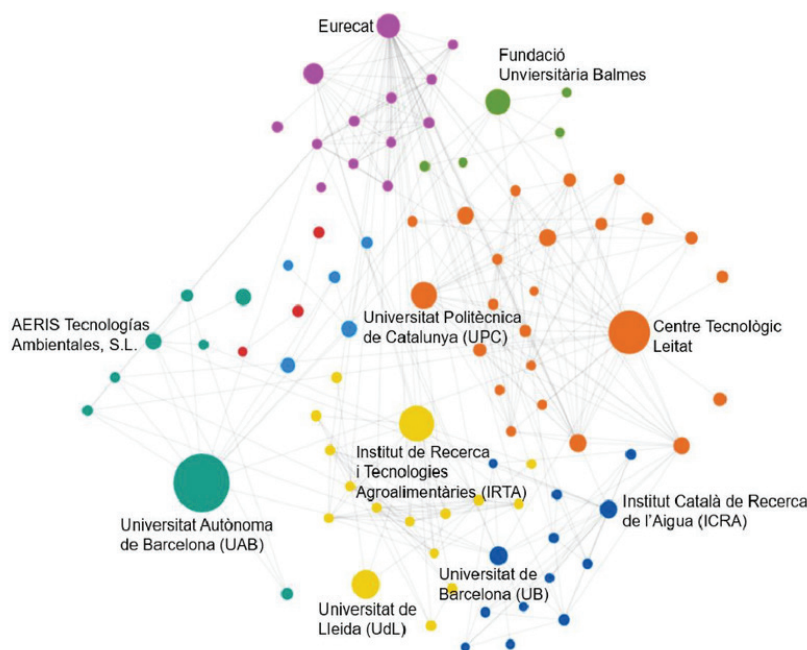 Eurecat
Fundació
Unviersitària Balmes
AERIS Tecnologías
Ambientales, S.L.
Universitat Politècnica
de Catalunya (UPC)
Centre Tecnològic
Leitat
Institut de Recerca
i Tecnologies
Agroalimentàries (IRTA)
Universitat Autònoma
de Barcelona (UAB)
Institut Català de Recerca
de l'Aigua (ICRA)
Universitat de
Barcelona (UB)
Universitat de
Lleida (UdL)